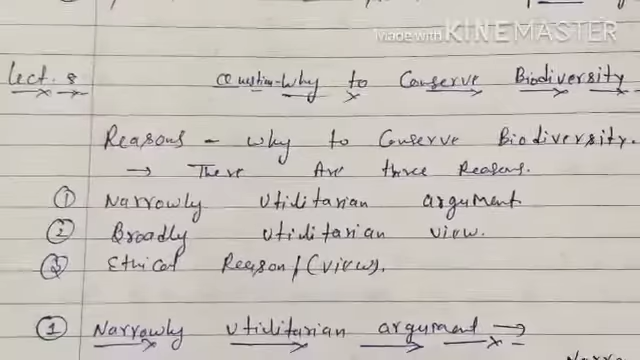 Made with KINEMASTER
Lect. 8 Question - Why to Conserve Biodiversity
Reasons - why to Conserve Biodiversity.
→ There Are three Reasons.
① Narrowly utilitarian argument
② Broadly utilitarian view.
③ Ethical Reason/(view).
① Narrowly utilitarian argument →